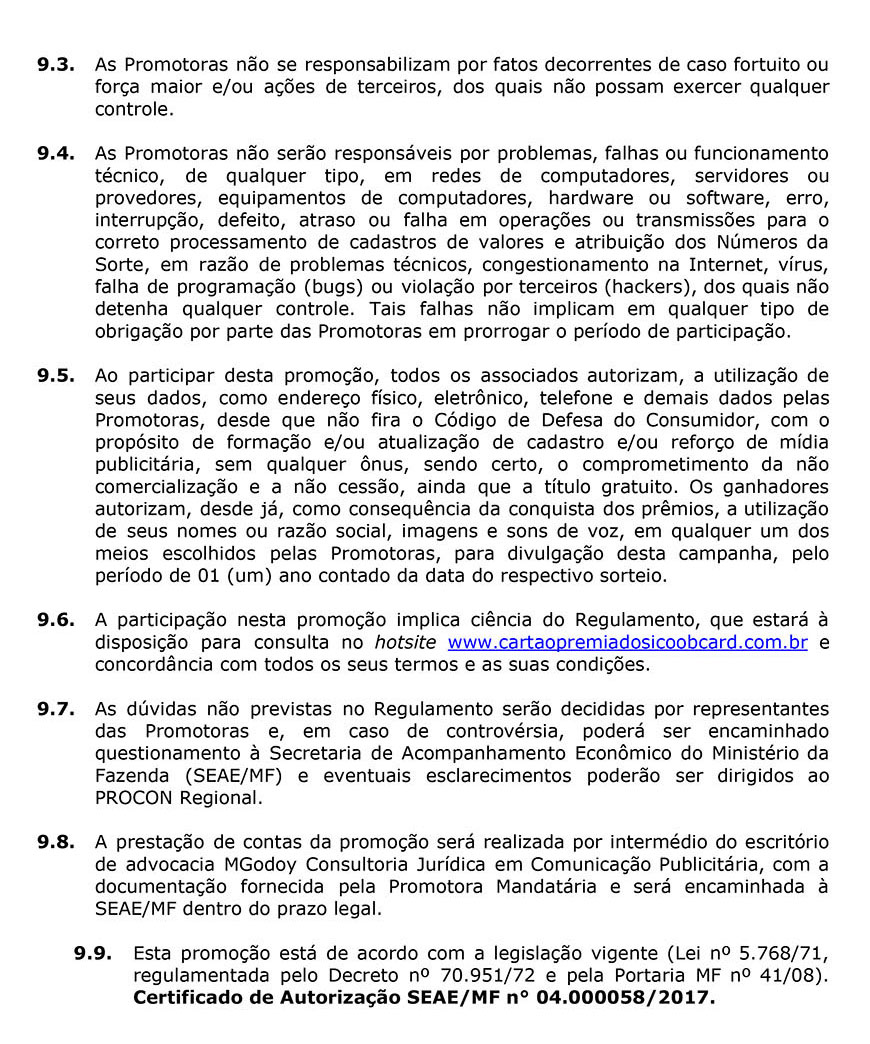 9.3. As Promotoras não se responsabilizam por fatos decorrentes de caso fortuito ou
força maior e/ou ações de terceiros, dos quais não possam exercer qualquer
controle.
9.4. As Promotoras não serão responsáveis por problemas, falhas ou funcionamento
técnico, de qualquer tipo, em redes de computadores, servidores ou
provedores, equipamentos de computadores, hardware ou software, erro,
interrupção, defeito, atraso ou falha em operações ou transmissões para o
correto processamento de cadastros de valores e atribuição dos Números da
Sorte, em razão de problemas técnicos, congestionamento na Internet, vírus,
falha de programação (bugs) ou violação por terceiros (hackers), dos quais não
detenha qualquer controle. Tais falhas não implicam em qualquer tipo de
obrigação por parte das Promotoras em prorrogar o período de participação.
9.5. Ao participar desta promoção, todos os associados autorizam, a utilização de
seus dados, como endereço físico, eletrônico, telefone e demais dados pelas
Promotoras, desde que não fira o Código de Defesa do Consumidor, com o
propósito de formação e/ou atualização de cadastro e/ou reforço de mídia
publicitária, sem qualquer ônus, sendo certo, o comprometimento da não
comercialização e a não cessão, ainda que a título gratuito. Os ganhadores
autorizam, desde já, como consequência da conquista dos prêmios, a utilização
de seus nomes ou razão social, imagens e sons de voz, em qualquer um dos
meios escolhidos pelas Promotoras, para divulgação desta campanha, pelo
período de 01 (um) ano contado da data do respectivo sorteio.
9.6. A participação nesta promoção implica ciência do Regulamento, que estará à
disposição para consulta no hotsite www.cartaopremiadosicoobcard.com.br e
concordância com todos os seus termos e as suas condições.
9.7. As dúvidas não previstas no Regulamento serão decididas por representantes
das Promotoras e, em caso de controvérsia, poderá ser encaminhado
questionamento à Secretaria de Acompanhamento Econômico do Ministério da
Fazenda (SEAE/MF) e eventuais esclarecimentos poderão ser dirigidos ao
PROCON Regional.
9.8. A prestação de contas da promoção será realizada por intermédio do escritório
de advocacia MGodoy Consultoria Jurídica em Comunicação Publicitária, com a
documentação fornecida pela Promotora Mandatária e será encaminhada à
SEAE/MF dentro do prazo legal.
9.9. Esta promoção está de acordo com a legislação vigente (Lei nº 5.768/71,
regulamentada pelo Decreto nº 70.951/72 e pela Portaria MF nº 41/08).
Certificado de Autorização SEAE/MF n° 04.000058/2017.